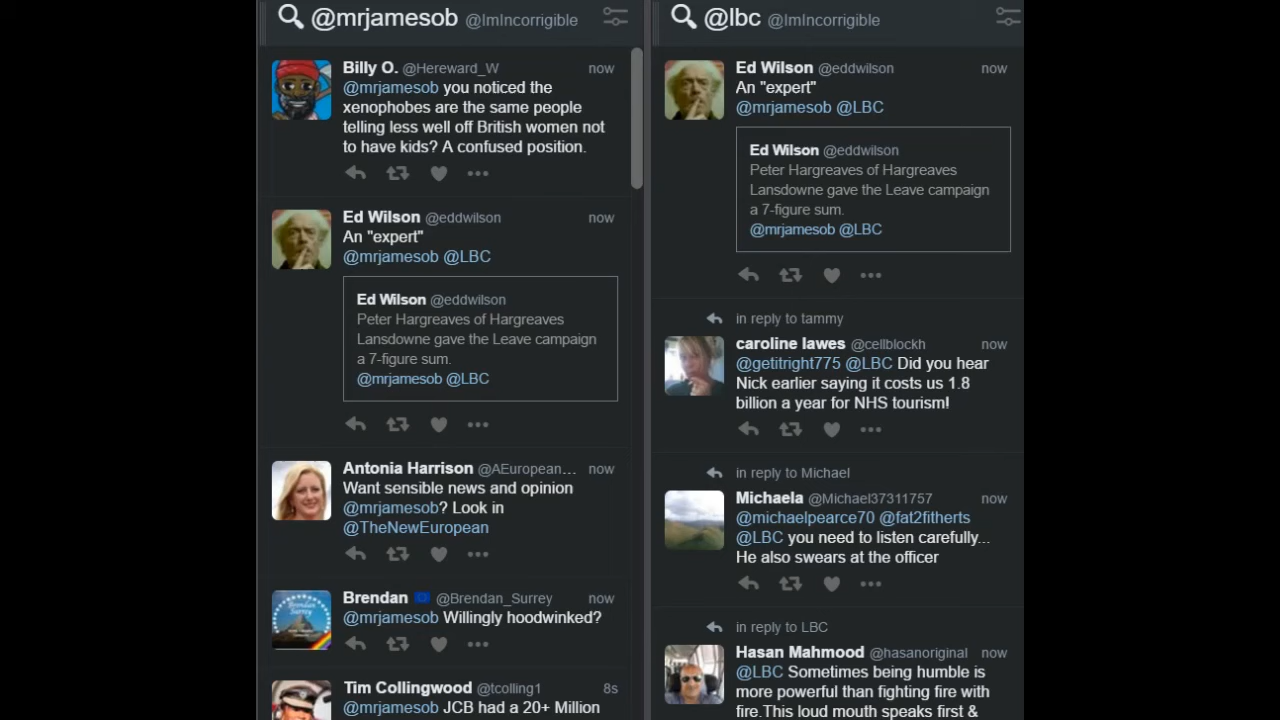 @mrjamesob @ImIncorrigible
Billy O. @Hereward_W now
@mrjamesob you noticed the
xenophobes are the same people
telling less well off British women not
to have kids? A confused position.
Ed Wilson @eddwilson now
An "expert"
@mrjamesob @LBC
Ed Wilson @eddwilson
Peter Hargreaves of Hargreaves
Lansdowne gave the Leave campaign
a 7-figure sum.
@mrjamesob @LBC
Antonia Harrison @AEuropean... now
Want sensible news and opinion
@mrjamesob? Look in
@TheNewEuropean
Brendan @Brendan_Surrey now
@mrjamesob Willingly hoodwinked?
Tim Collingwood @tcolling1 8s
@mrjamesob JCB had a 20+ Million
@lbc @ImIncorrigible
Ed Wilson @eddwilson now
An "expert"
@mrjamesob @LBC
Ed Wilson @eddwilson
Peter Hargreaves of Hargreaves
Lansdowne gave the Leave campaign
a 7-figure sum.
@mrjamesob @LBC
in reply to tammy
caroline lawes @cellblockh now
@getitright775 @LBC Did you hear
Nick earlier saying it costs us 1.8
billion a year for NHS tourism!
in reply to Michael
Michaela @Michael37311757 now
@michaelpearce70 @fat2fitherts
@LBC you need to listen carefully...
He also swears at the officer
in reply to LBC
Hasan Mahmood @hasanoriginal now
@LBC Sometimes being humble is
more powerful than fighting fire with
fire.This loud mouth speaks first &